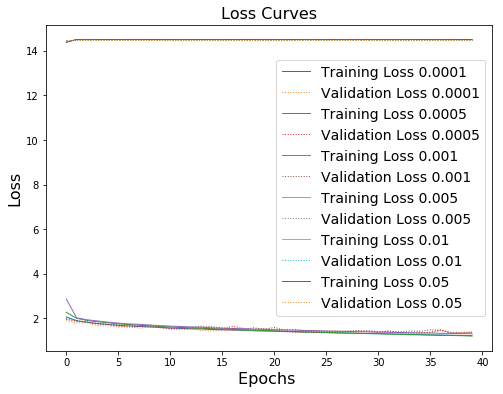 Loss Curves
14
12
10
8
6
4
2
Loss
Training Loss 0.0001
Validation Loss 0.0001
Training Loss 0.0005
Validation Loss 0.0005
Training Loss 0.001
Validation Loss 0.001
Training Loss 0.005
Validation Loss 0.005
Training Loss 0.01
Validation Loss 0.01
Training Loss 0.05
Validation Loss 0.05
0 5 10 15 20 25 30 35 40
Epochs